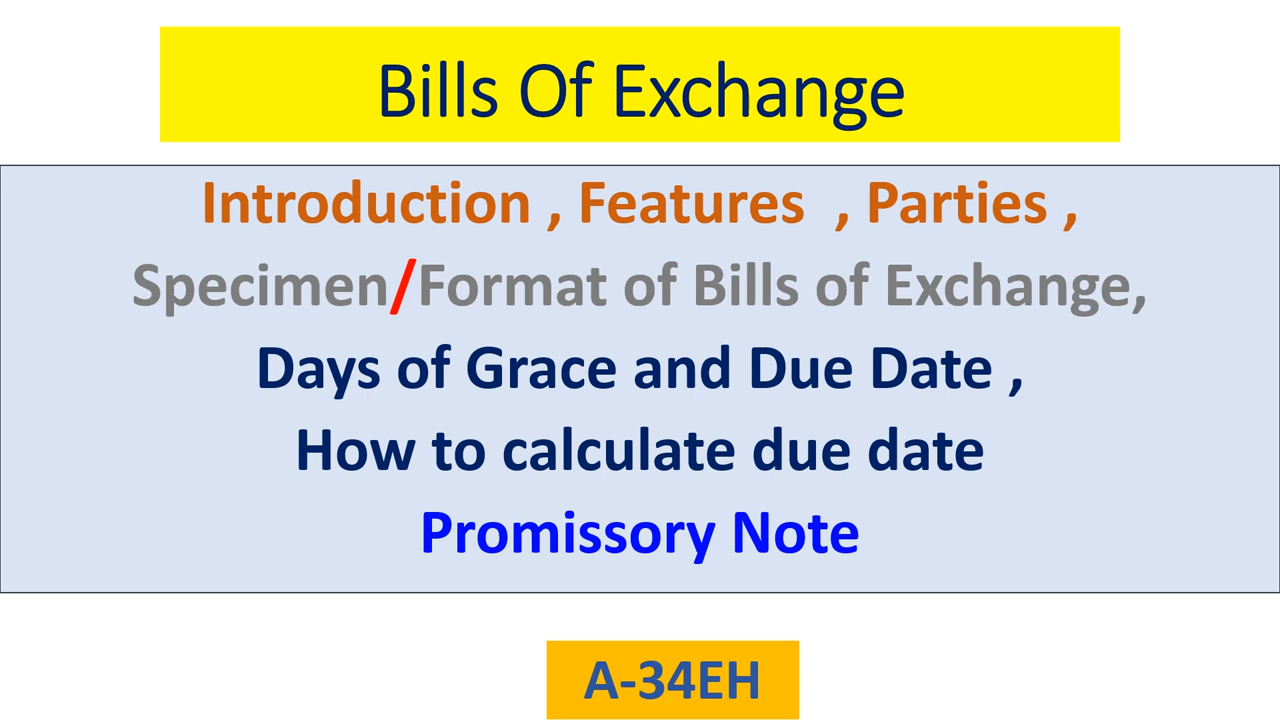 Bills Of Exchange
Introduction , Features , Parties ,
Specimen/Format of Bills of Exchange,
Days of Grace and Due Date ,
How to calculate due date
Promissory Note
A-34EH